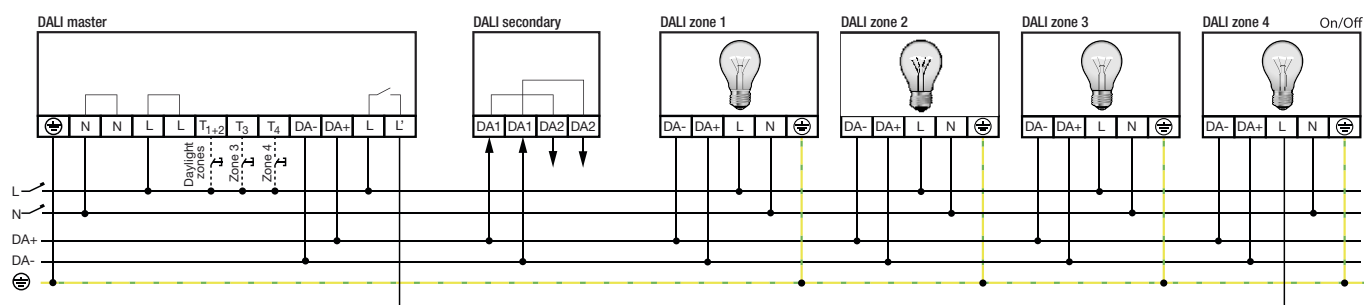 DALI master
DALI secondary
DALI zone 1
DALI zone 2
DALI zone 3
DALI zone 4
On/Off
N N L L T1+2 T3 T4 DA- DA+ L L'
DA1 DA1 DA2 DA2
DA- DA+ L N
DA- DA+ L N
DA- DA+ L N
DA- DA+ L N
Daylight
zones
Zone 3
Zone 4
L
N
DA+
DA-